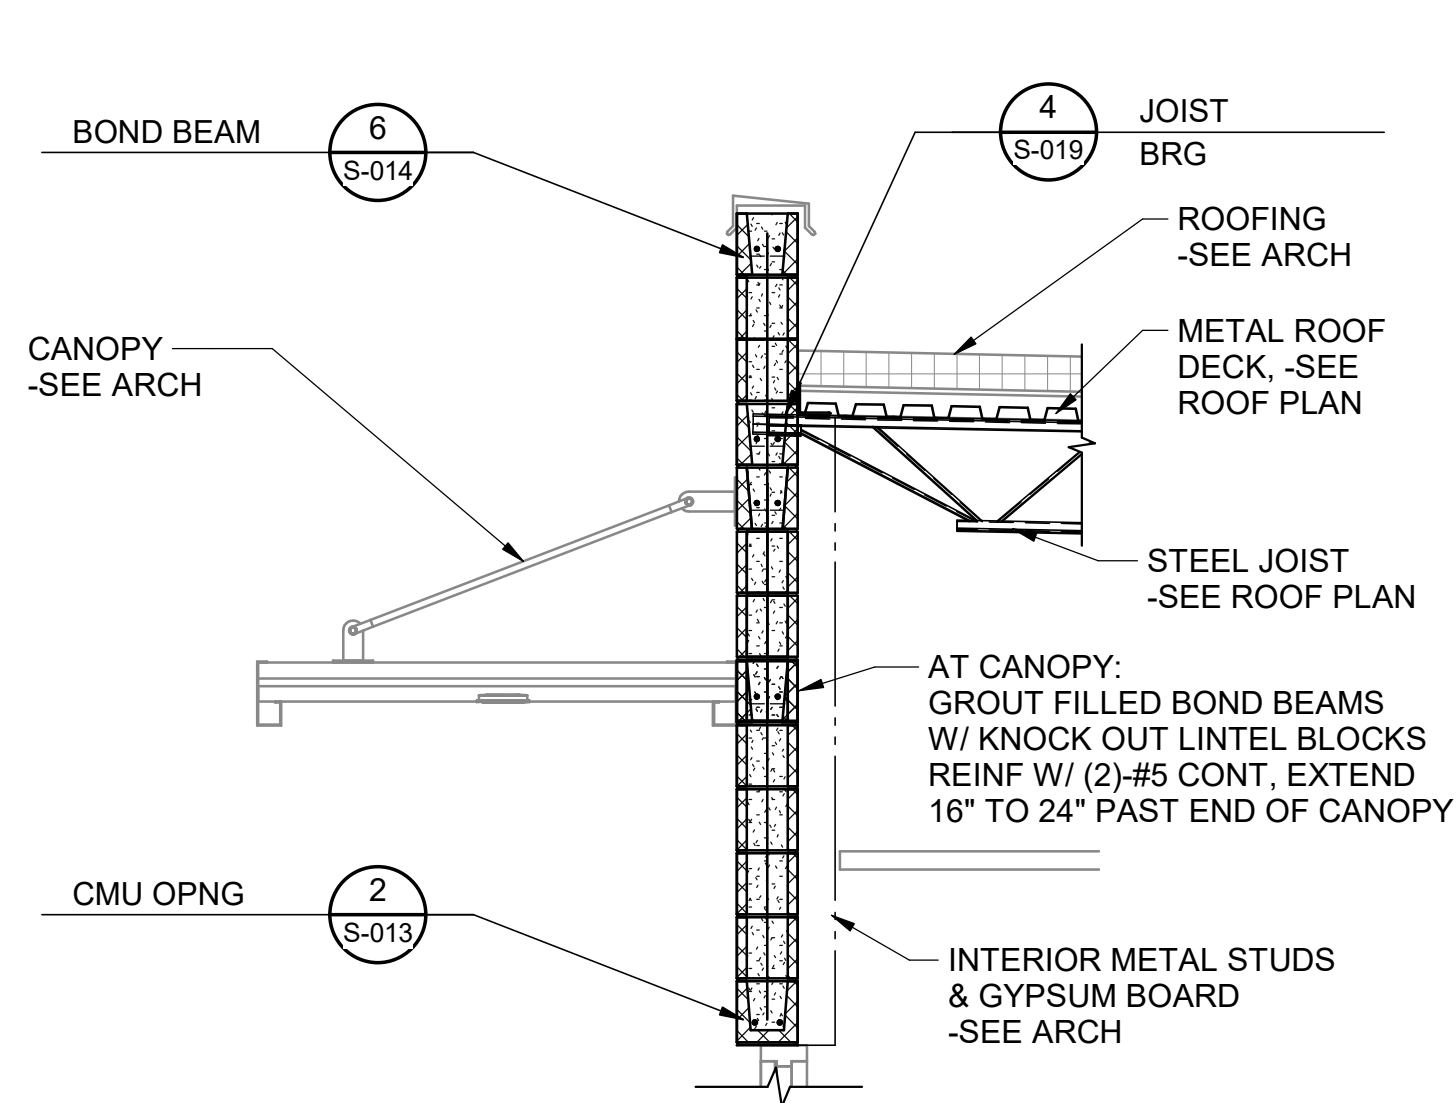 BOND BEAM
6
S-014
4
S-019
JOIST
BRG
ROOFING
-SEE ARCH
METAL ROOF
DECK, -SEE
ROOF PLAN
CANOPY
-SEE ARCH
STEEL JOIST
-SEE ROOF PLAN
AT CANOPY:
GROUT FILLED BOND BEAMS
W/ KNOCK OUT LINTEL BLOCKS
REINF W/ (2)-#5 CONT, EXTEND
16" TO 24" PAST END OF CANOPY
CMU OPNG
2
S-013
INTERIOR METAL STUDS
& GYPSUM BOARD
-SEE ARCH